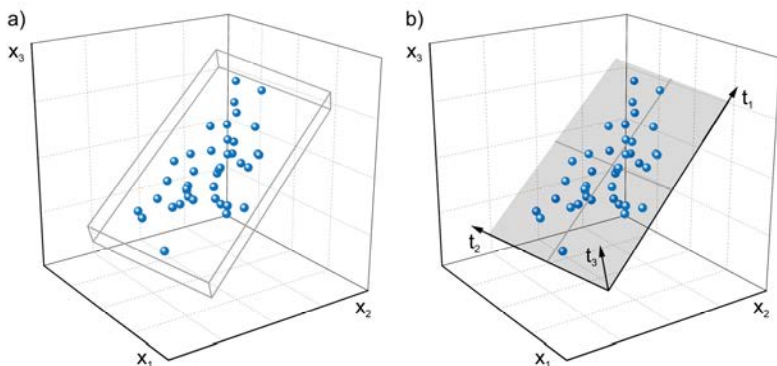 a)
x₃
x₁
x₂
b)
x₃
t₁
t₂
t₃
x₁
x₂